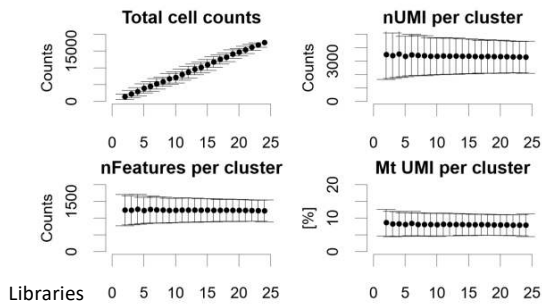 Total cell counts
Counts
0 15000
0 5 10 15 20 25
nUMI per cluster
Counts
0 3000
0 5 10 15 20 25
nFeatures per cluster
Counts
0 1500
Libraries 0 5 10 15 20 25
Mt UMI per cluster
[%]
0 10 20
0 5 10 15 20 25